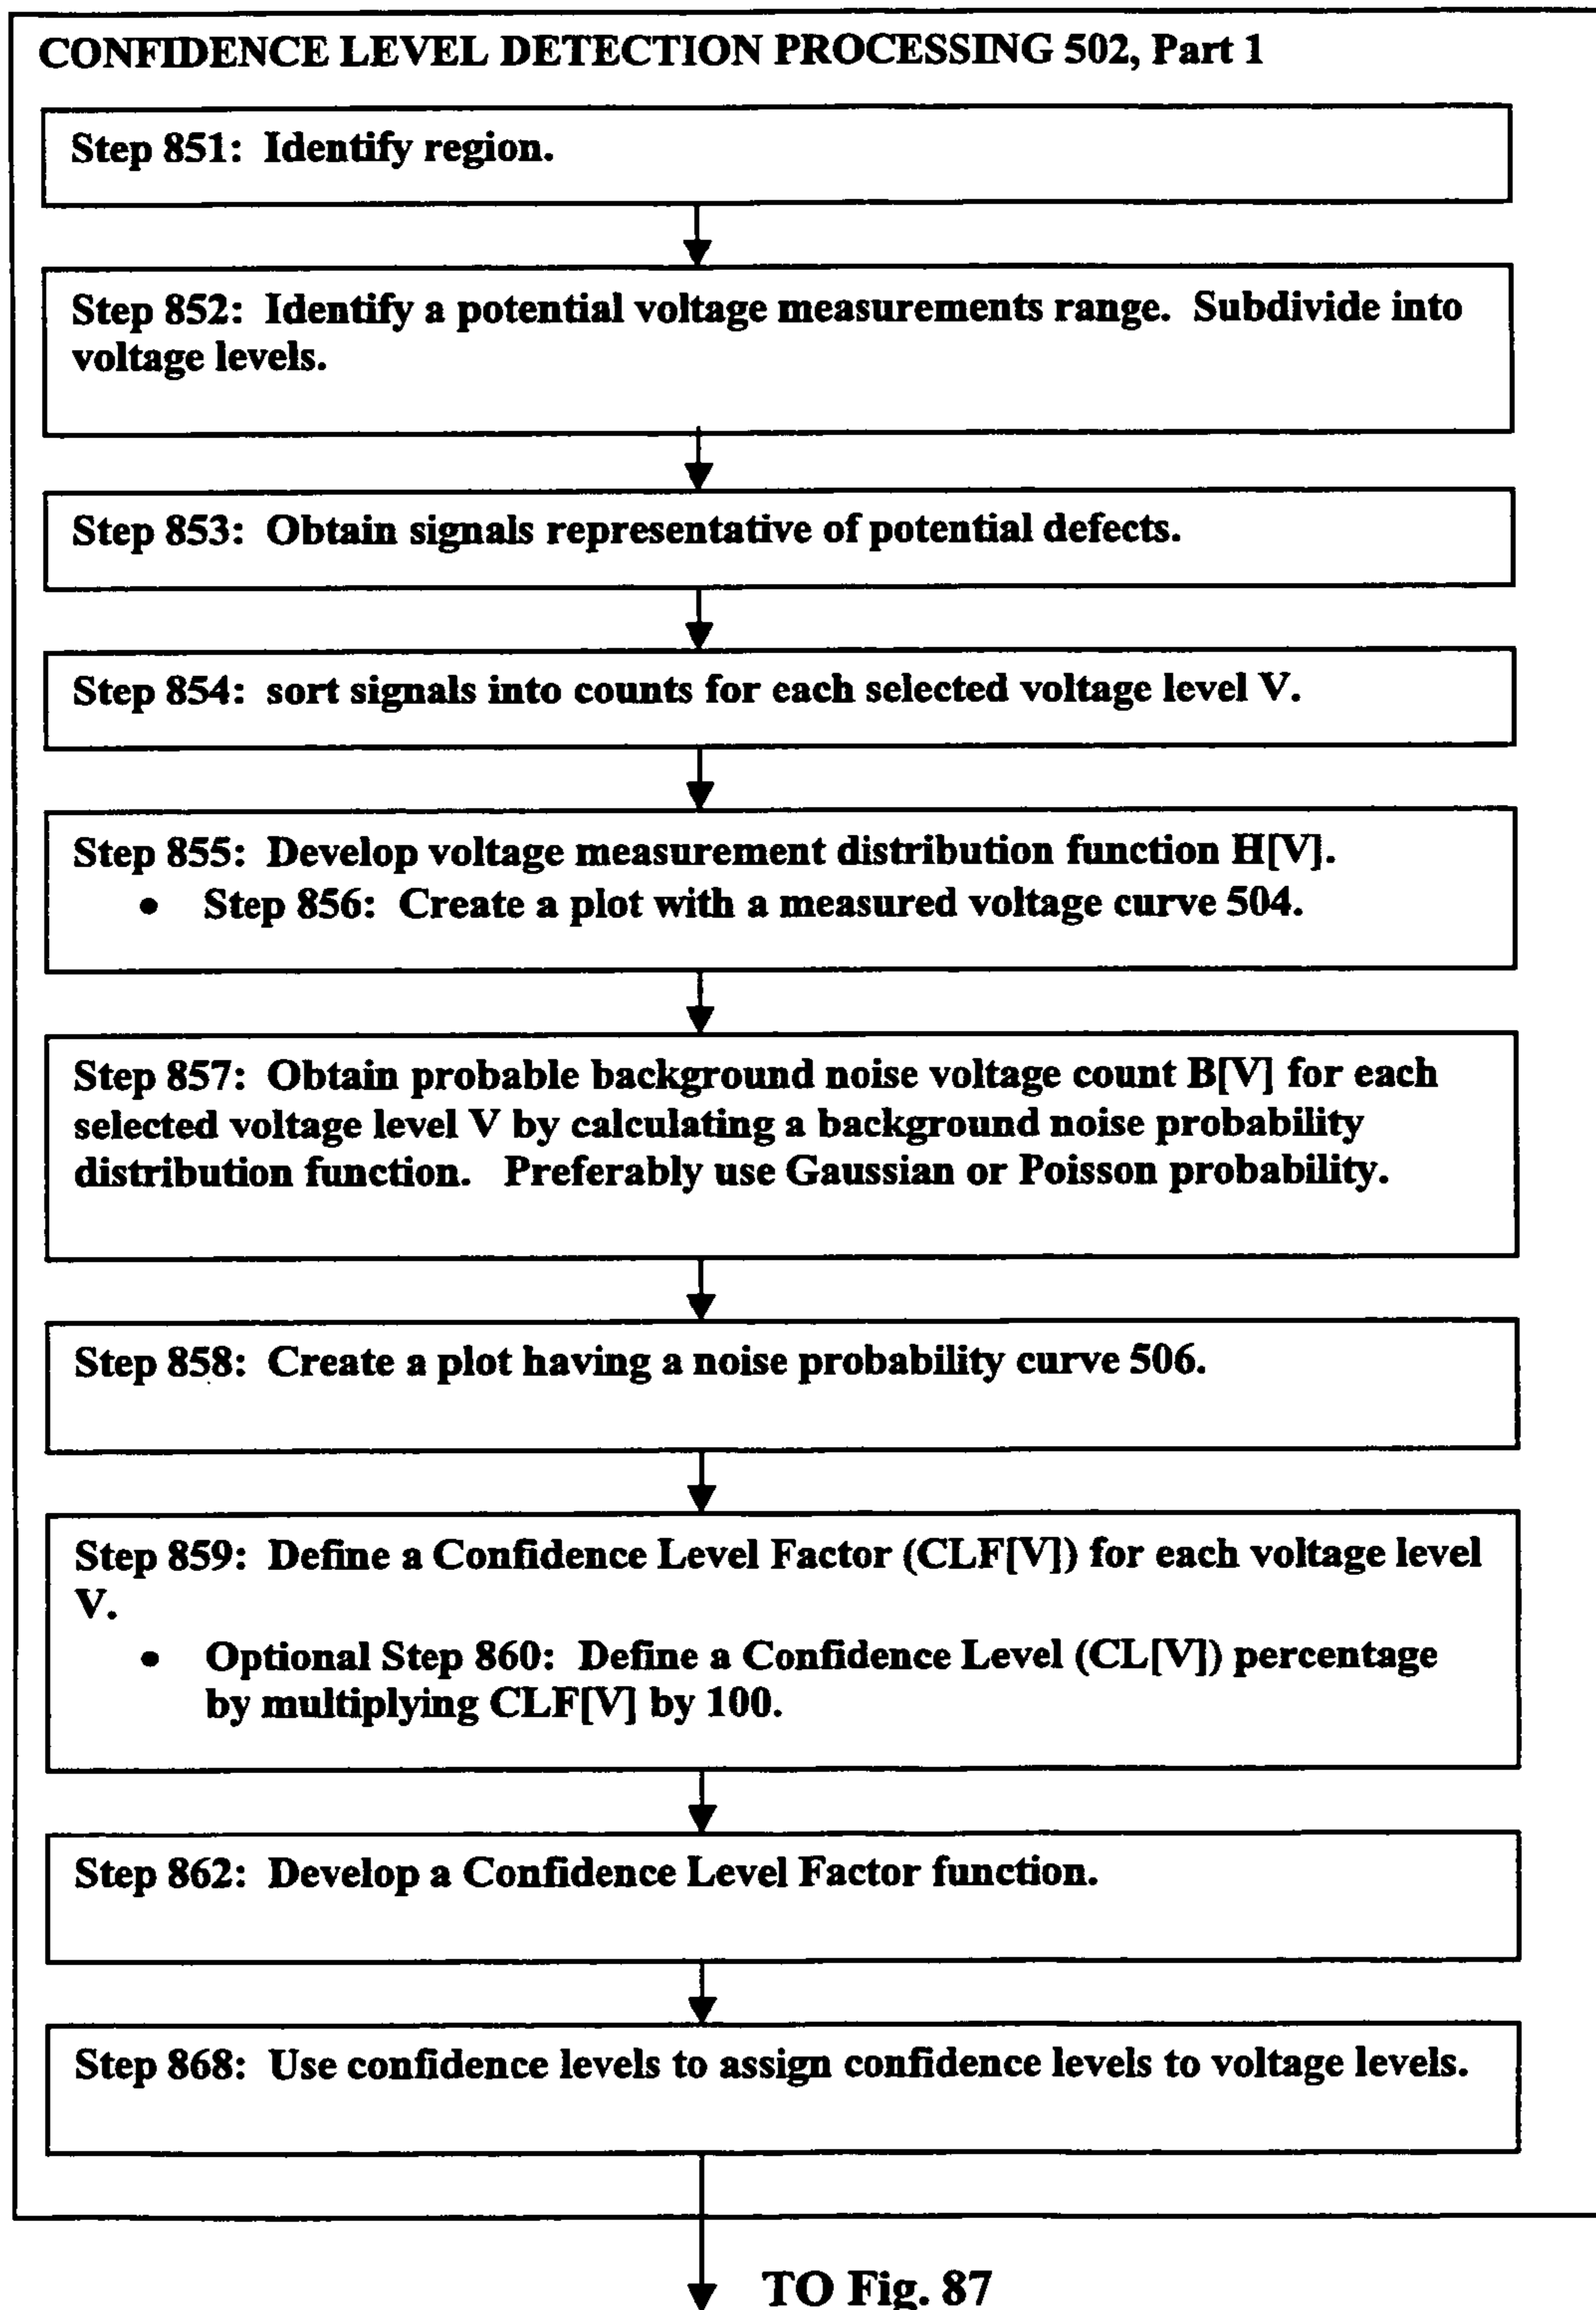 CONFIDENCE LEVEL DETECTION PROCESSING 502, Part 1
Step 851: Identify region.
Step 852: Identify a potential voltage measurements range. Subdivide into
voltage levels.
Step 853: Obtain signals representative of potential defects.
Step 854: sort signals into counts for each selected voltage level V.
Step 855: Develop voltage measurement distribution function H[V].
• Step 856: Create a plot with a measured voltage curve 504.
Step 857: Obtain probable background noise voltage count B[V] for each
selected voltage level V by calculating a background noise probability
distribution function. Preferably use Gaussian or Poisson probability.
Step 858: Create a plot having a noise probability curve 506.
Step 859: Define a Confidence Level Factor (CLF[V]) for each voltage level
V.
• Optional Step 860: Define a Confidence Level (CL[V]) percentage
by multiplying CLF[V] by 100.
Step 862: Develop a Confidence Level Factor function.
Step 868: Use confidence levels to assign confidence levels to voltage levels.
TO Fig. 87